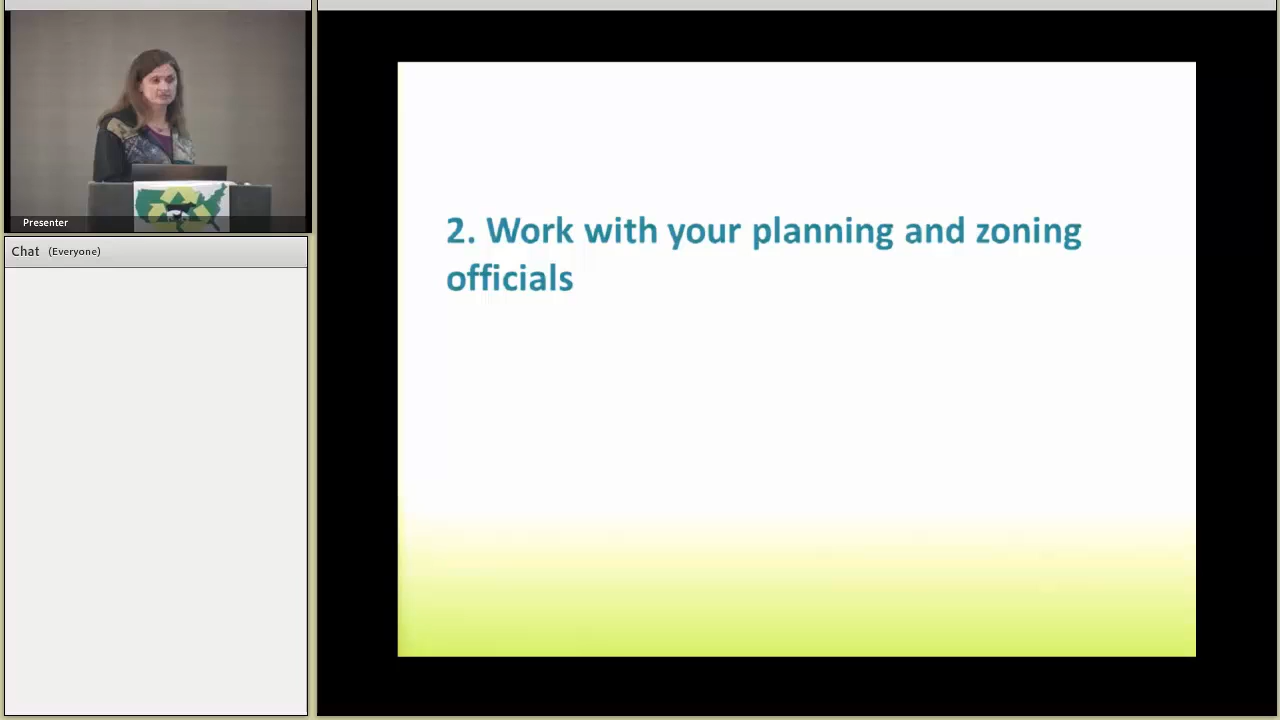 Presenter
Chat (Everyone)
2. Work with your planning and zoning
officials